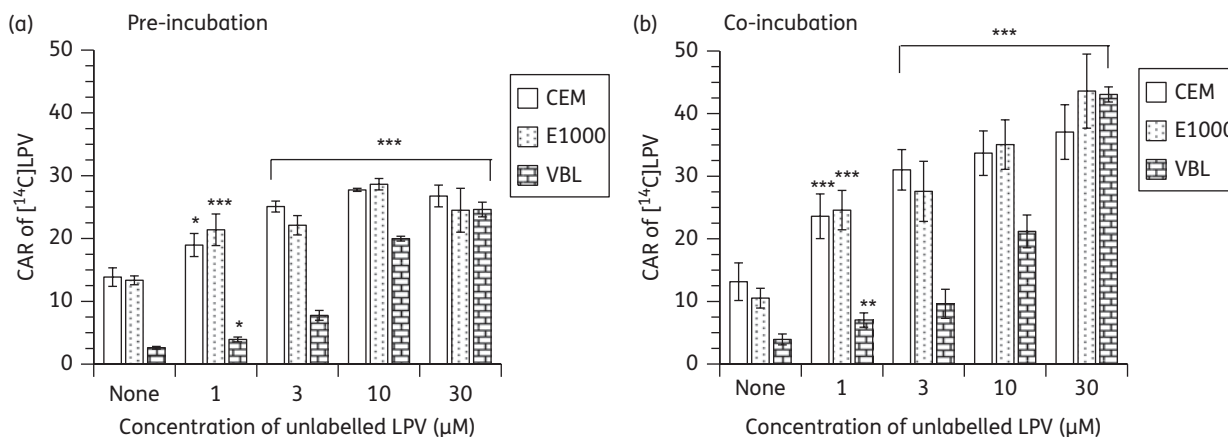 (a) Pre-incubation
50
40
30
20
10
0
CAR of [¹⁴C]LPV
* *** *
***
CEM
E1000
VBL
None 1 3 10 30
Concentration of unlabelled LPV (µM)
(b) Co-incubation
50
40
30
20
10
0
CAR of [¹⁴C]LPV
*** *** **
***
CEM
E1000
VBL
None 1 3 10 30
Concentration of unlabelled LPV (µM)